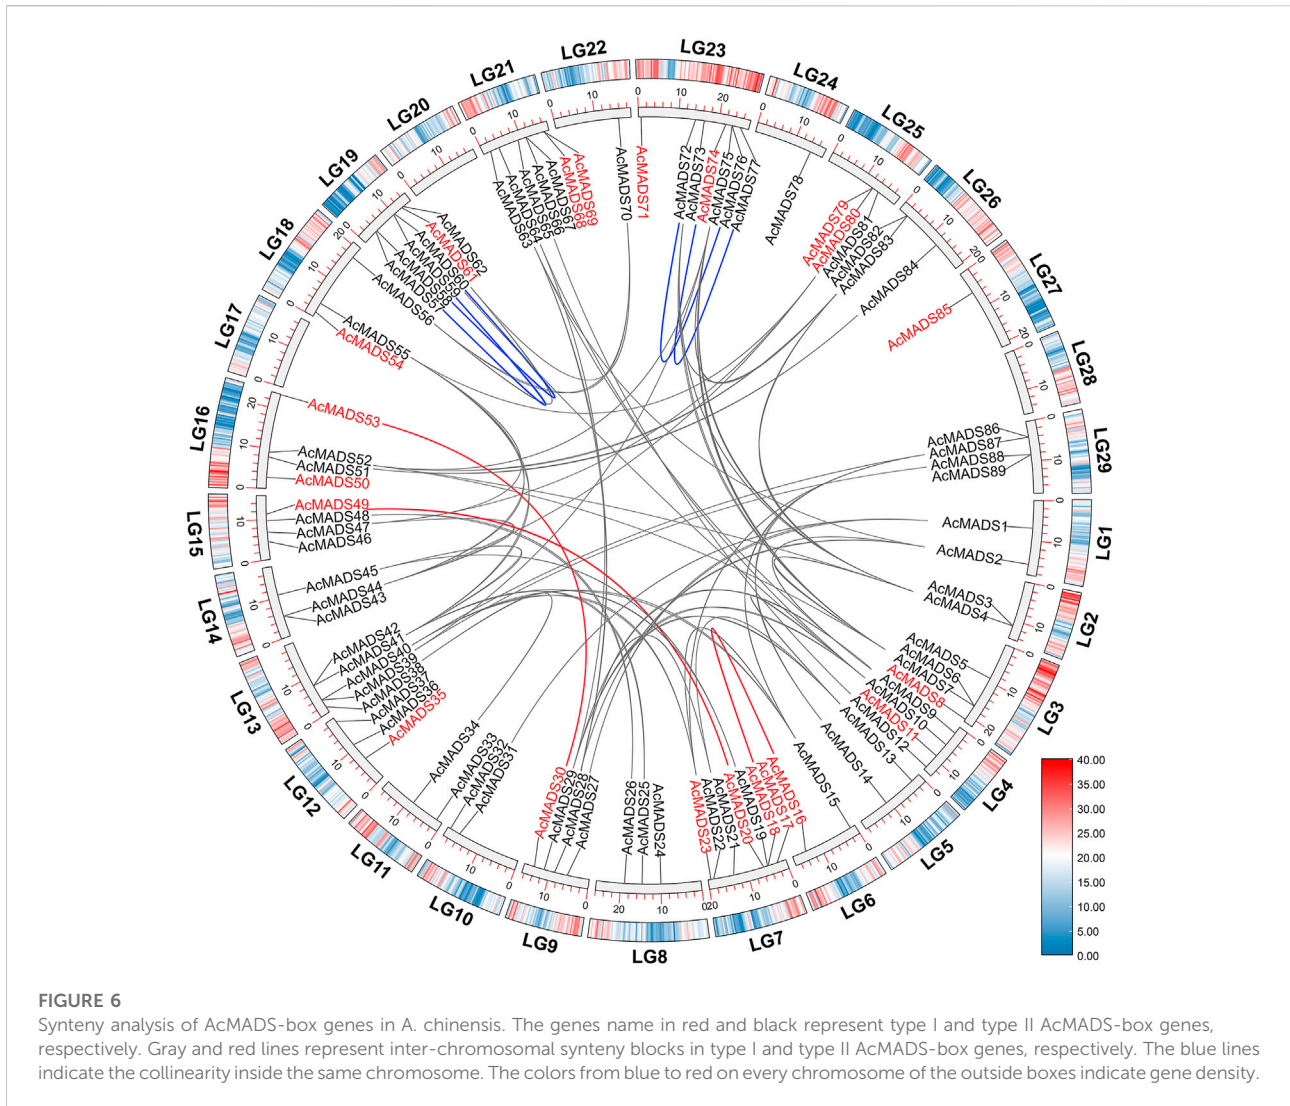 LG22
LG23
LG21
LG24
LG20
LG25
LG19
LG26
LG18
LG27
LG17
LG28
LG16
LG29
LG15
LG1
LG14
LG2
LG13
LG3
LG12
LG4
LG11
LG5
LG10
LG6
LG9
LG7
LG8
AcMADS1
AcMADS2
AcMADS3
AcMADS4
AcMADS5
AcMADS6
AcMADS7
AcMADS8
AcMADS9
AcMADS10
AcMADS11
AcMADS12
AcMADS13
AcMADS14
AcMADS15
AcMADS16
AcMADS17
AcMADS18
AcMADS19
AcMADS20
AcMADS21
AcMADS22
AcMADS23
AcMADS24
AcMADS25
AcMADS26
AcMADS27
AcMADS28
AcMADS29
AcMADS30
AcMADS31
AcMADS32
AcMADS33
AcMADS34
AcMADS35
AcMADS36
AcMADS37
AcMADS38
AcMADS39
AcMADS40
AcMADS41
AcMADS42
AcMADS43
AcMADS44
AcMADS45
AcMADS46
AcMADS47
AcMADS48
AcMADS49
AcMADS50
AcMADS51
AcMADS52
AcMADS53
AcMADS54
AcMADS55
AcMADS56
AcMADS60
AcMADS61
AcMADS62
AcMADS63
AcMADS64
AcMADS65
AcMADS66
AcMADS67
AcMADS68
AcMADS69
AcMADS70
AcMADS71
AcMADS72
AcMADS73
AcMADS74
AcMADS75
AcMADS76
AcMADS77
AcMADS78
AcMADS79
AcMADS80
AcMADS81
AcMADS82
AcMADS83
AcMADS84
AcMADS85
AcMADS86
AcMADS87
AcMADS88
AcMADS89
40.00
35.00
30.00
25.00
20.00
15.00
10.00
5.00
0.00
FIGURE 6
Synteny analysis of AcMADS-box genes in A. chinensis. The genes name in red and black represent type I and type II AcMADS-box genes,
respectively. Gray and red lines represent inter-chromosomal synteny blocks in type I and type II AcMADS-box genes, respectively. The blue lines
indicate the collinearity inside the same chromosome. The colors from blue to red on every chromosome of the outside boxes indicate gene density.